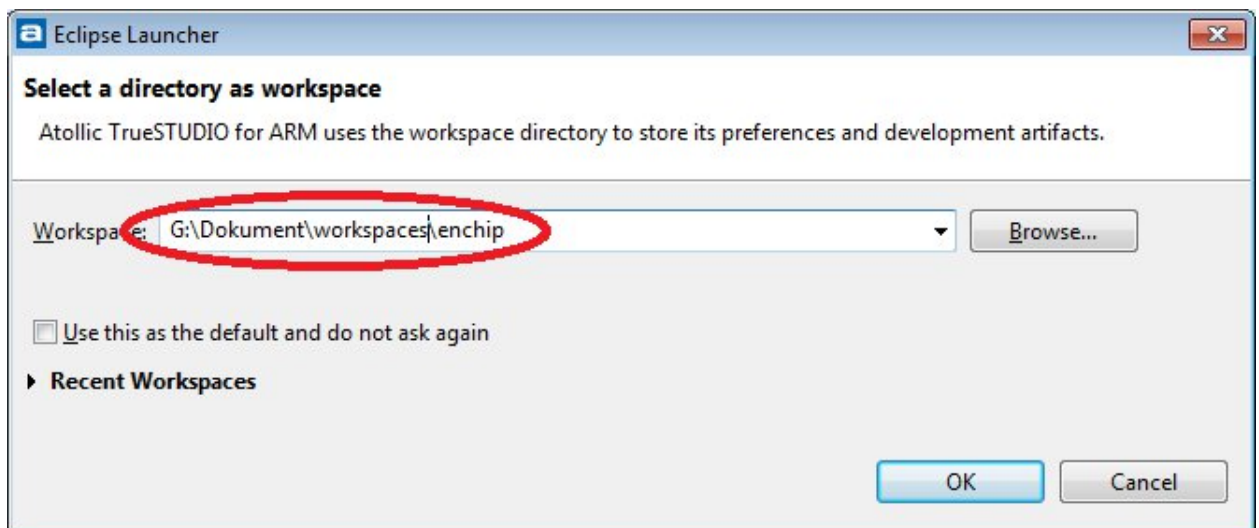 Eclipse Launcher
Select a directory as workspace
Atollic TrueSTUDIO for ARM uses the workspace directory to store its preferences and development artifacts.
Workspace: G:\Dokument\workspaces\enchip Browse...
Use this as the default and do not ask again
Recent Workspaces
OK Cancel